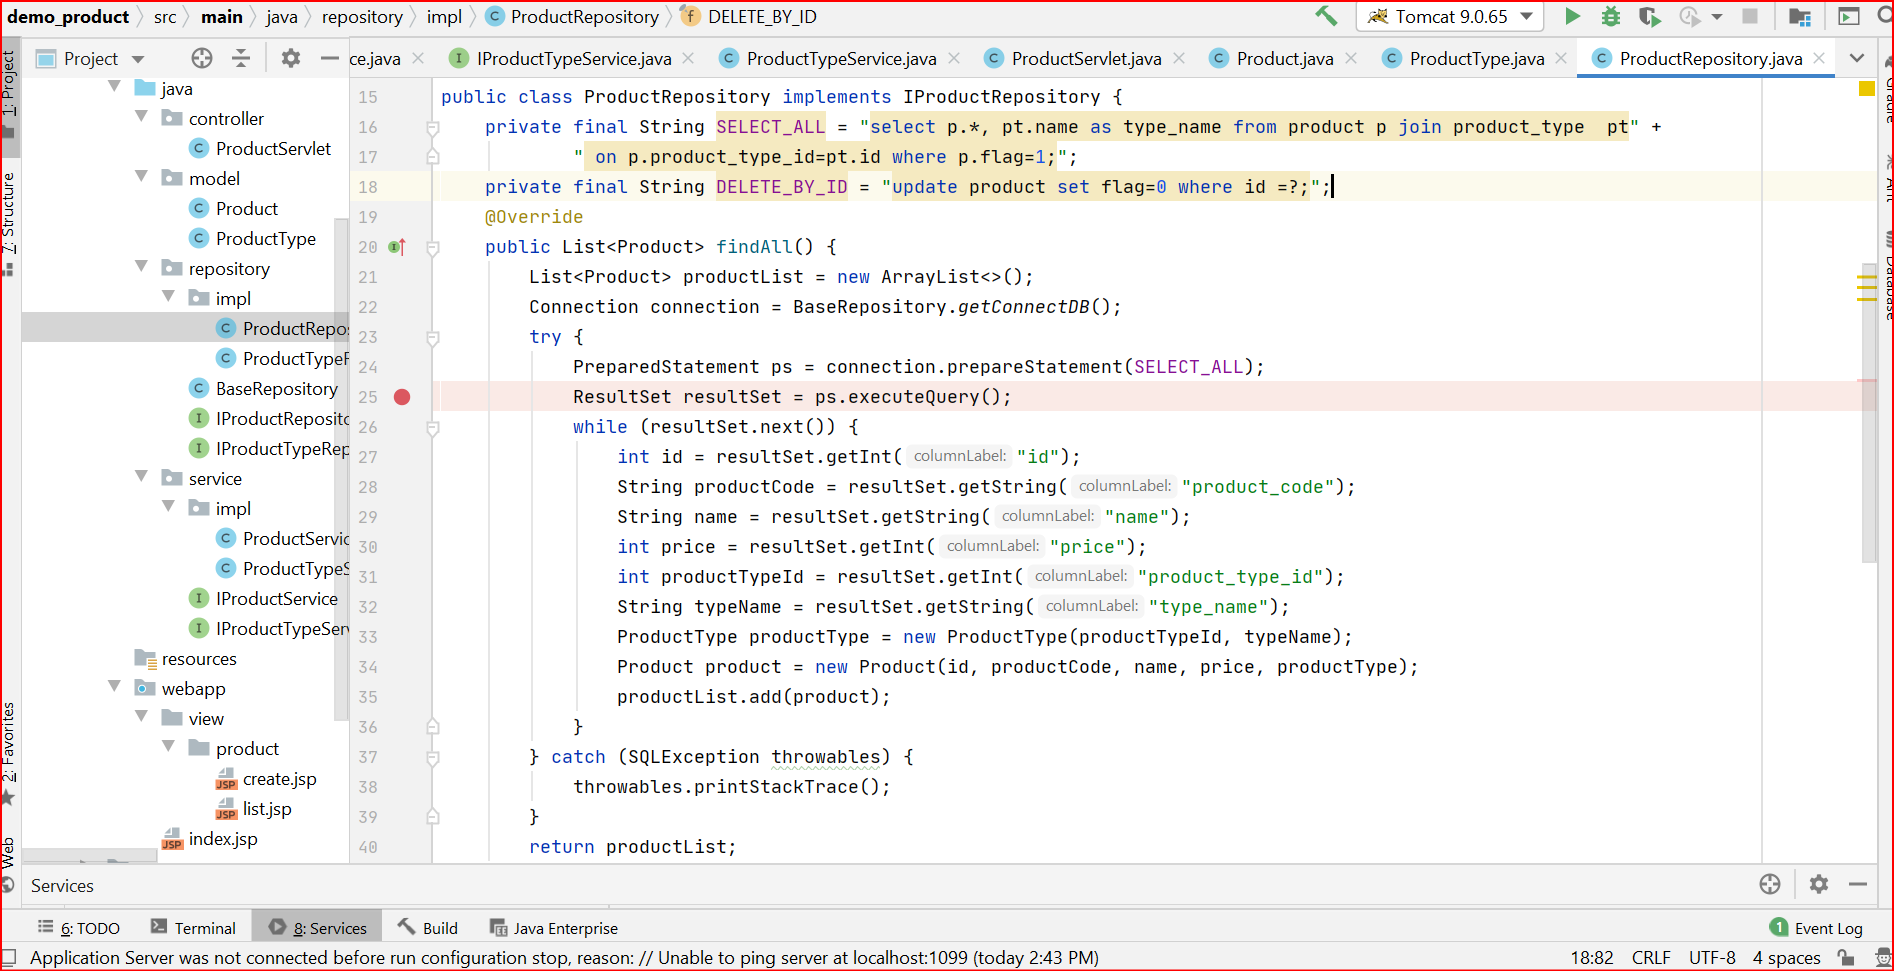 demo_product src main java repository impl ProductRepository DELETE_BY_ID Tomcat 9.0.65
Project
ce.java IProductTypeService.java ProductTypeService.java ProductServlet.java Product.java ProductType.java ProductRepository.java
1: Project
7: Structure
2: Favorites
Web
java
controller
ProductServlet
model
Product
ProductType
repository
impl
ProductRepos
ProductTypeR
BaseRepository
IProductReposito
IProductTypeRep
service
impl
ProductServic
ProductTypeS
IProductService
IProductTypeServ
resources
webapp
view
product
create.jsp
list.jsp
index.jsp
15 public class ProductRepository implements IProductRepository {
16 private final String SELECT_ALL = "select p.*, pt.name as type_name from product p join product_type  pt" +
17 " on p.product_type_id=pt.id where p.flag=1;";
18 private final String DELETE_BY_ID = "update product set flag=0 where id =?;";
19 @Override
20 public List<Product> findAll() {
21 List<Product> productList = new ArrayList<>();
22 Connection connection = BaseRepository.getConnectDB();
23 try {
24 PreparedStatement ps = connection.prepareStatement(SELECT_ALL);
25 ResultSet resultSet = ps.executeQuery();
26 while (resultSet.next()) {
27 int id = resultSet.getInt( columnLabel: "id");
28 String productCode = resultSet.getString( columnLabel: "product_code");
29 String name = resultSet.getString( columnLabel: "name");
30 int price = resultSet.getInt( columnLabel: "price");
31 int productTypeId = resultSet.getInt( columnLabel: "product_type_id");
32 String typeName = resultSet.getString( columnLabel: "type_name");
33 ProductType productType = new ProductType(productTypeId, typeName);
34 Product product = new Product(id, productCode, name, price, productType);
35 productList.add(product);
36 }
37 } catch (SQLException throwables) {
38 throwables.printStackTrace();
39 }
40 return productList;
Ant
Database
Services
6: TODO Terminal 8: Services Build Java Enterprise 1 Event Log
Application Server was not connected before run configuration stop, reason: // Unable to ping server at localhost:1099 (today 2:43 PM) 18:82 CRLF UTF-8 4 spaces